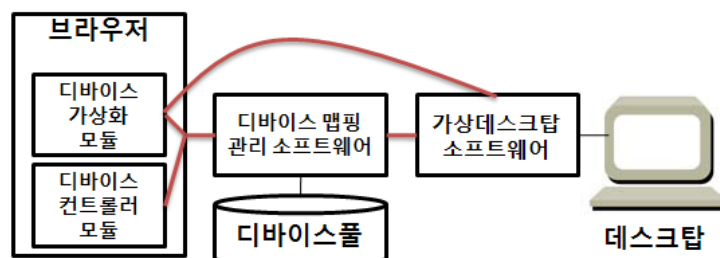 브라우저
디바이스
가상화
모듈
디바이스
컨트롤러
모듈
디바이스 맵핑
관리 소프트웨어
디바이스풀
가상데스크탑
소프트웨어
데스크탑